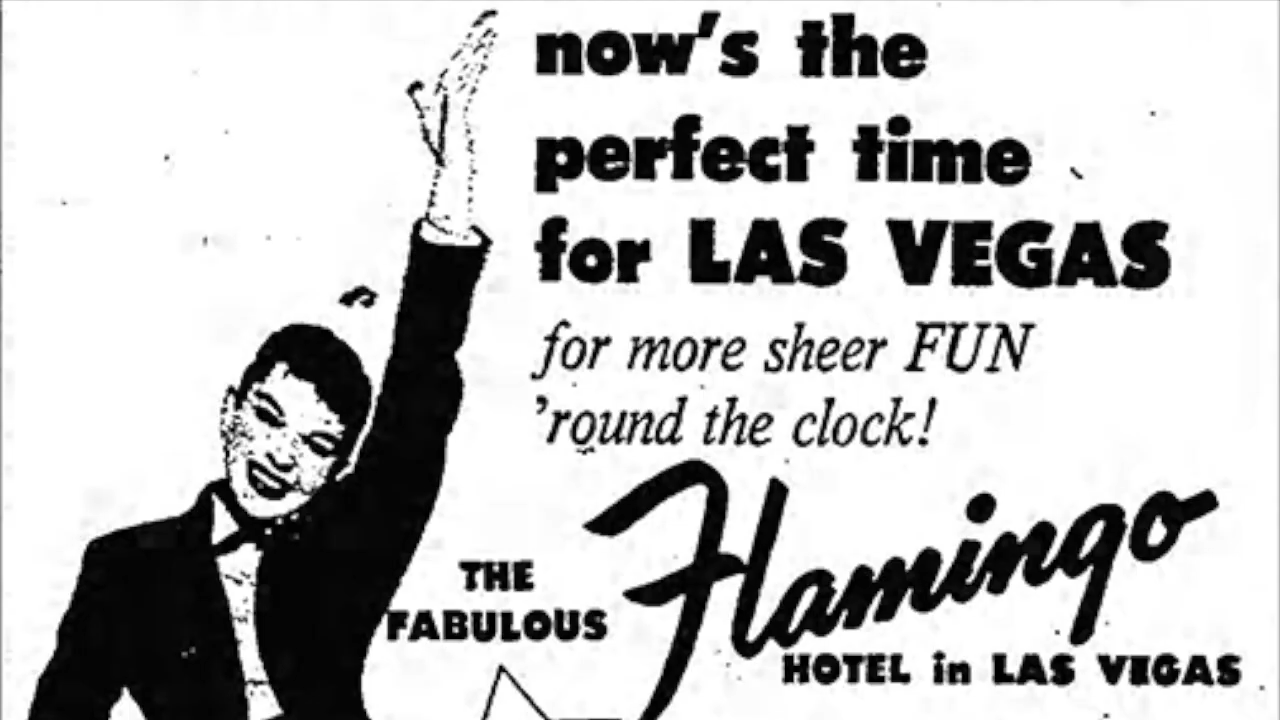 now's the
perfect time
for LAS VEGAS
for more sheer FUN
'round the clock!
THE
FABULOUS
Flamingo
HOTEL in LAS VEGAS